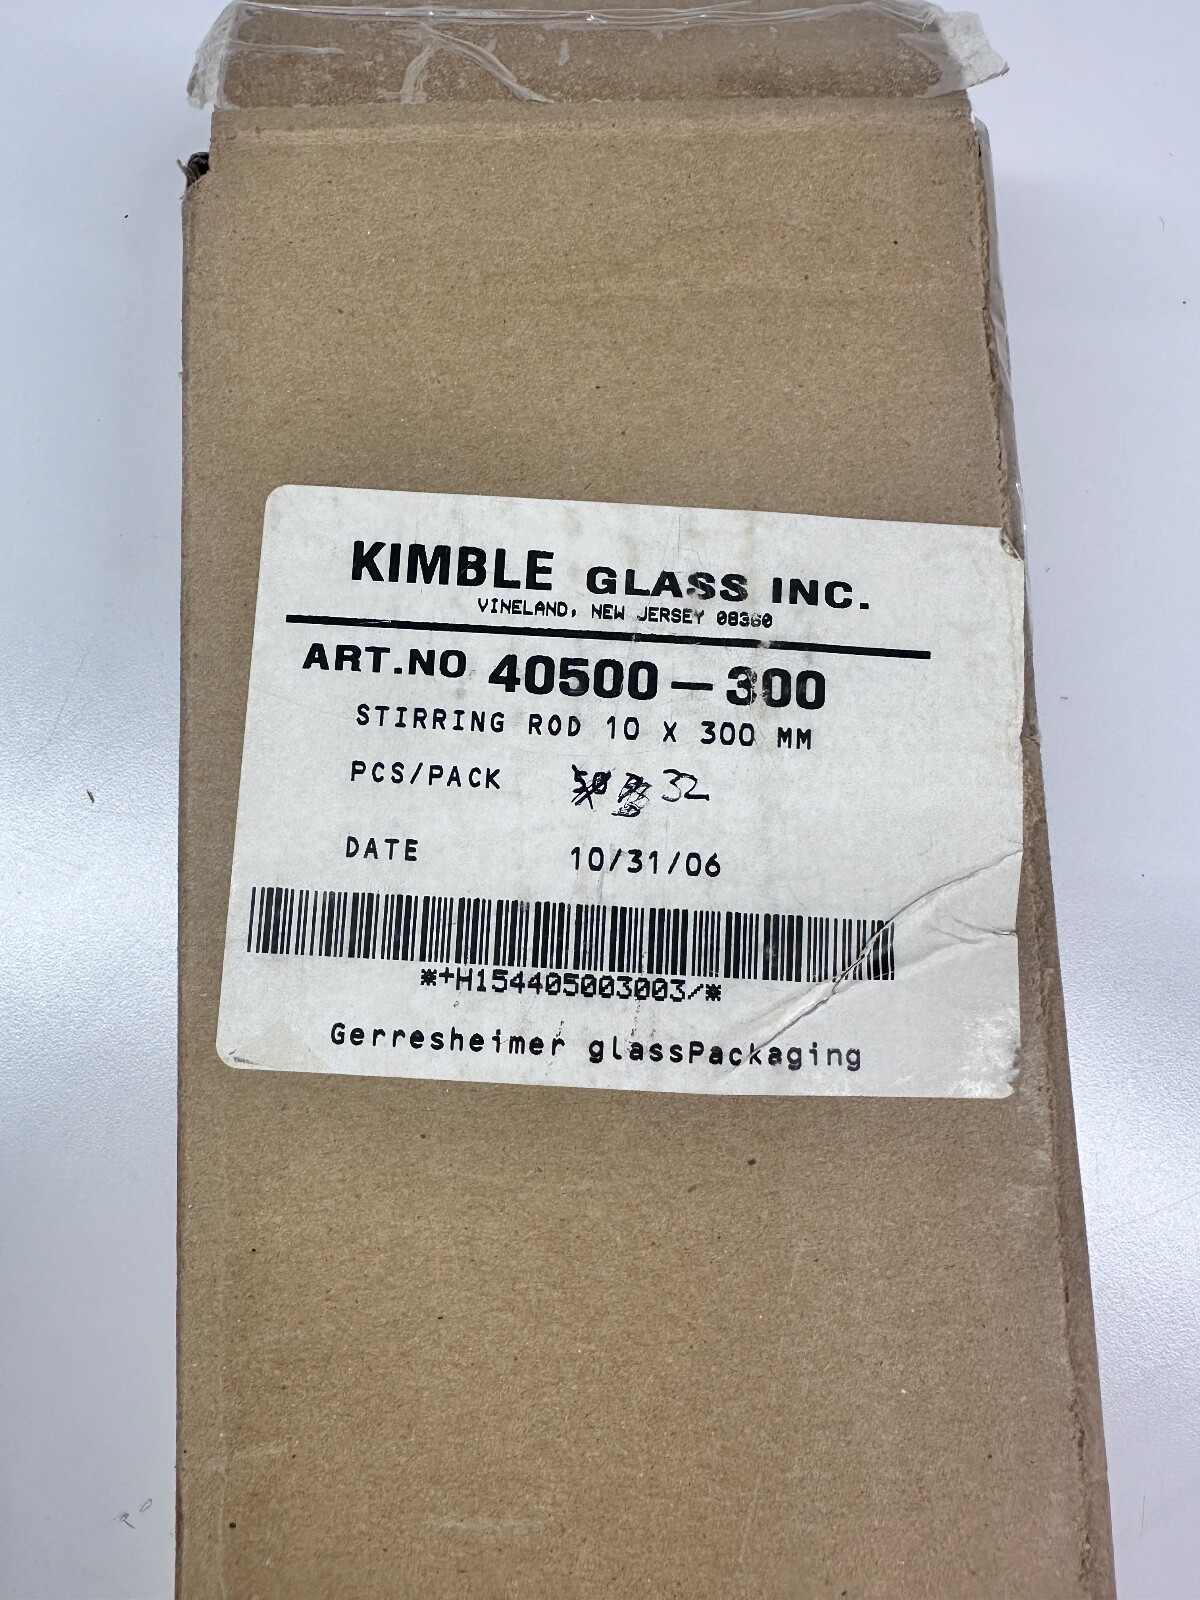 KIMBLE GLASS INC.
VINELAND, NEW JERSEY 08360
ART.NO 40500-300
STIRRING ROD 10 X 300 MM
PCS/PACK 50 32
DATE 10/31/06
*+H154405003003/*
Gerresheimer glassPackaging